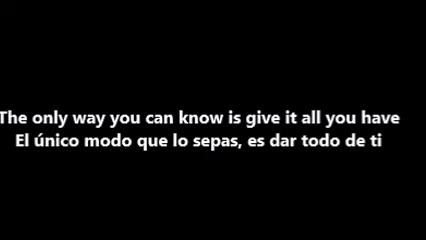 The only way you can know is give it all you have
El único modo que lo sepas, es dar todo de ti